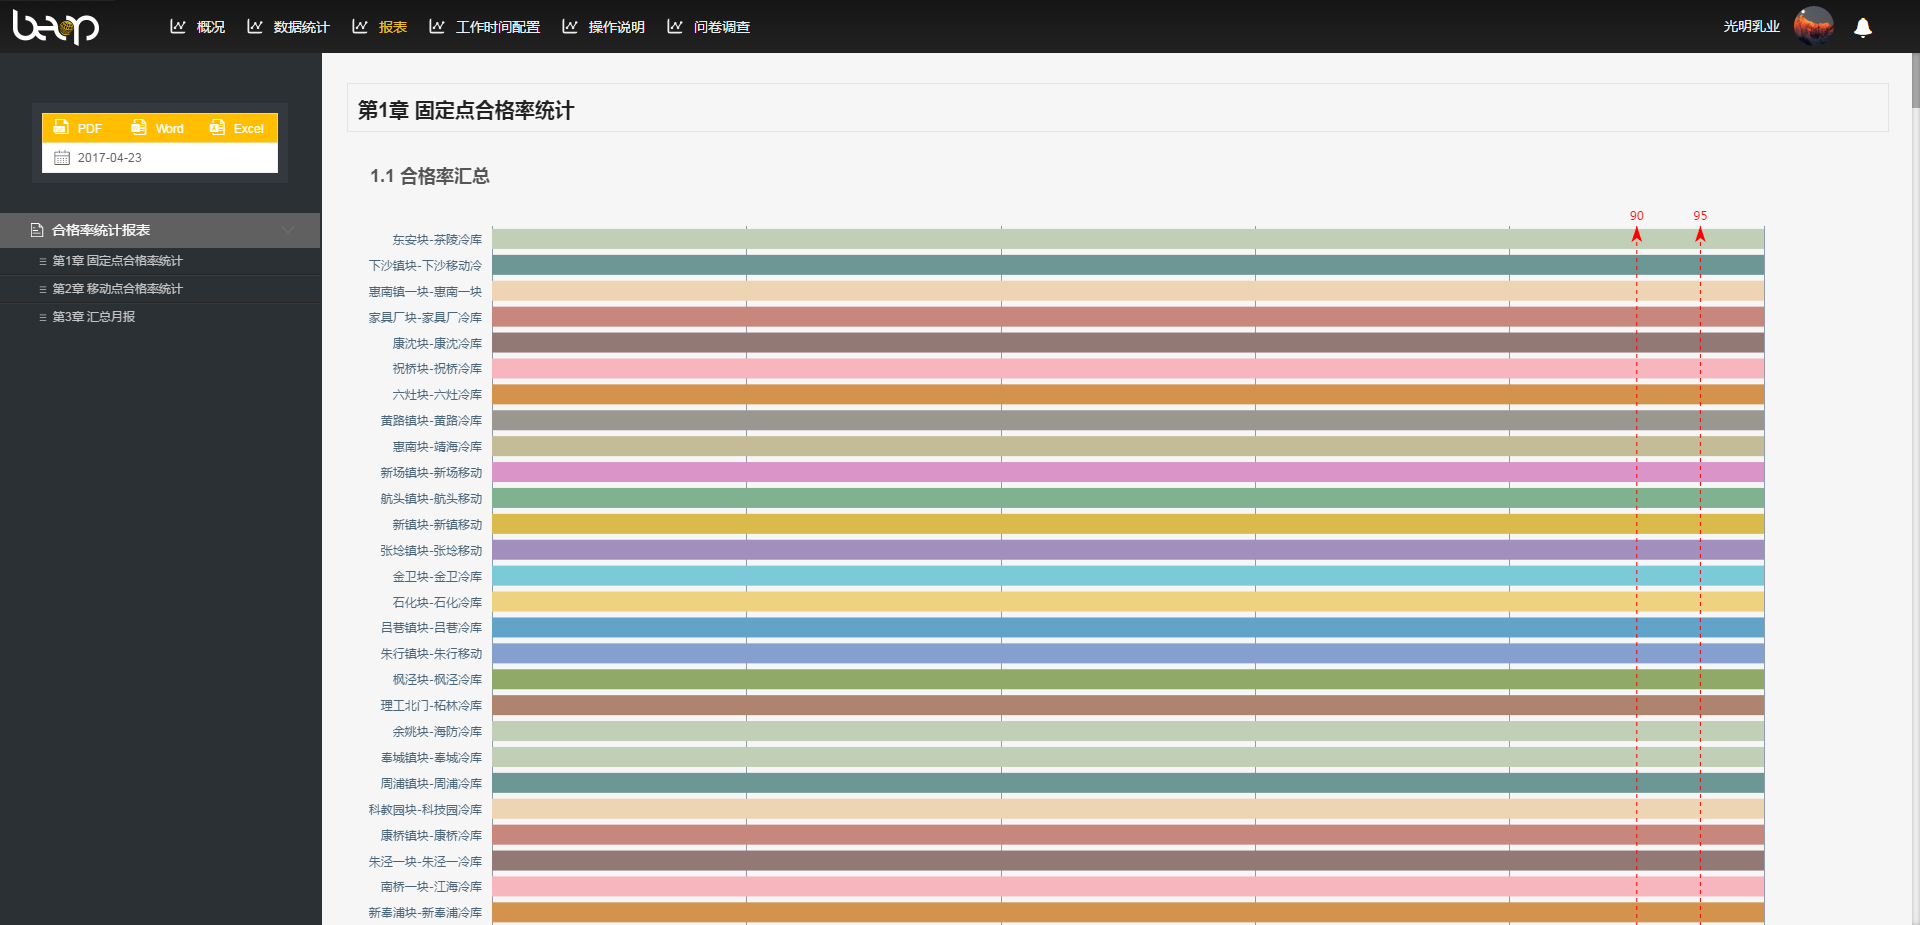 beop
概况 数据统计 报表 工作时间配置 操作说明 问卷调查 光明乳业
PDF Word Excel
2017-04-23
合格率统计报表
第1章 固定点合格率统计
第2章 移动点合格率统计
第3章 汇总月报
第1章 固定点合格率统计
1.1 合格率汇总
90 95
东安块-茶陵冷库
下沙镇块-下沙移动冷
惠南镇一块-惠南一块
家具厂块-家具厂冷库
康沈块-康沈冷库
祝桥块-祝桥冷库
六灶块-六灶冷库
黄路镇块-黄路冷库
惠南块-靖海冷库
新场镇块-新场移动
航头镇块-航头移动
新镇块-新镇移动
张埝镇块-张埝移动
金卫块-金卫冷库
石化块-石化冷库
吕巷镇块-吕巷冷库
朱行镇块-朱行移动
枫泾块-枫泾冷库
理工北门-柘林冷库
余姚块-海防冷库
奉城镇块-奉城冷库
周浦镇块-周浦冷库
科教园块-科技园冷库
康桥镇块-康桥冷库
朱泾一块-朱泾一冷库
南桥一块-江海冷库
新奉浦块-新奉浦冷库